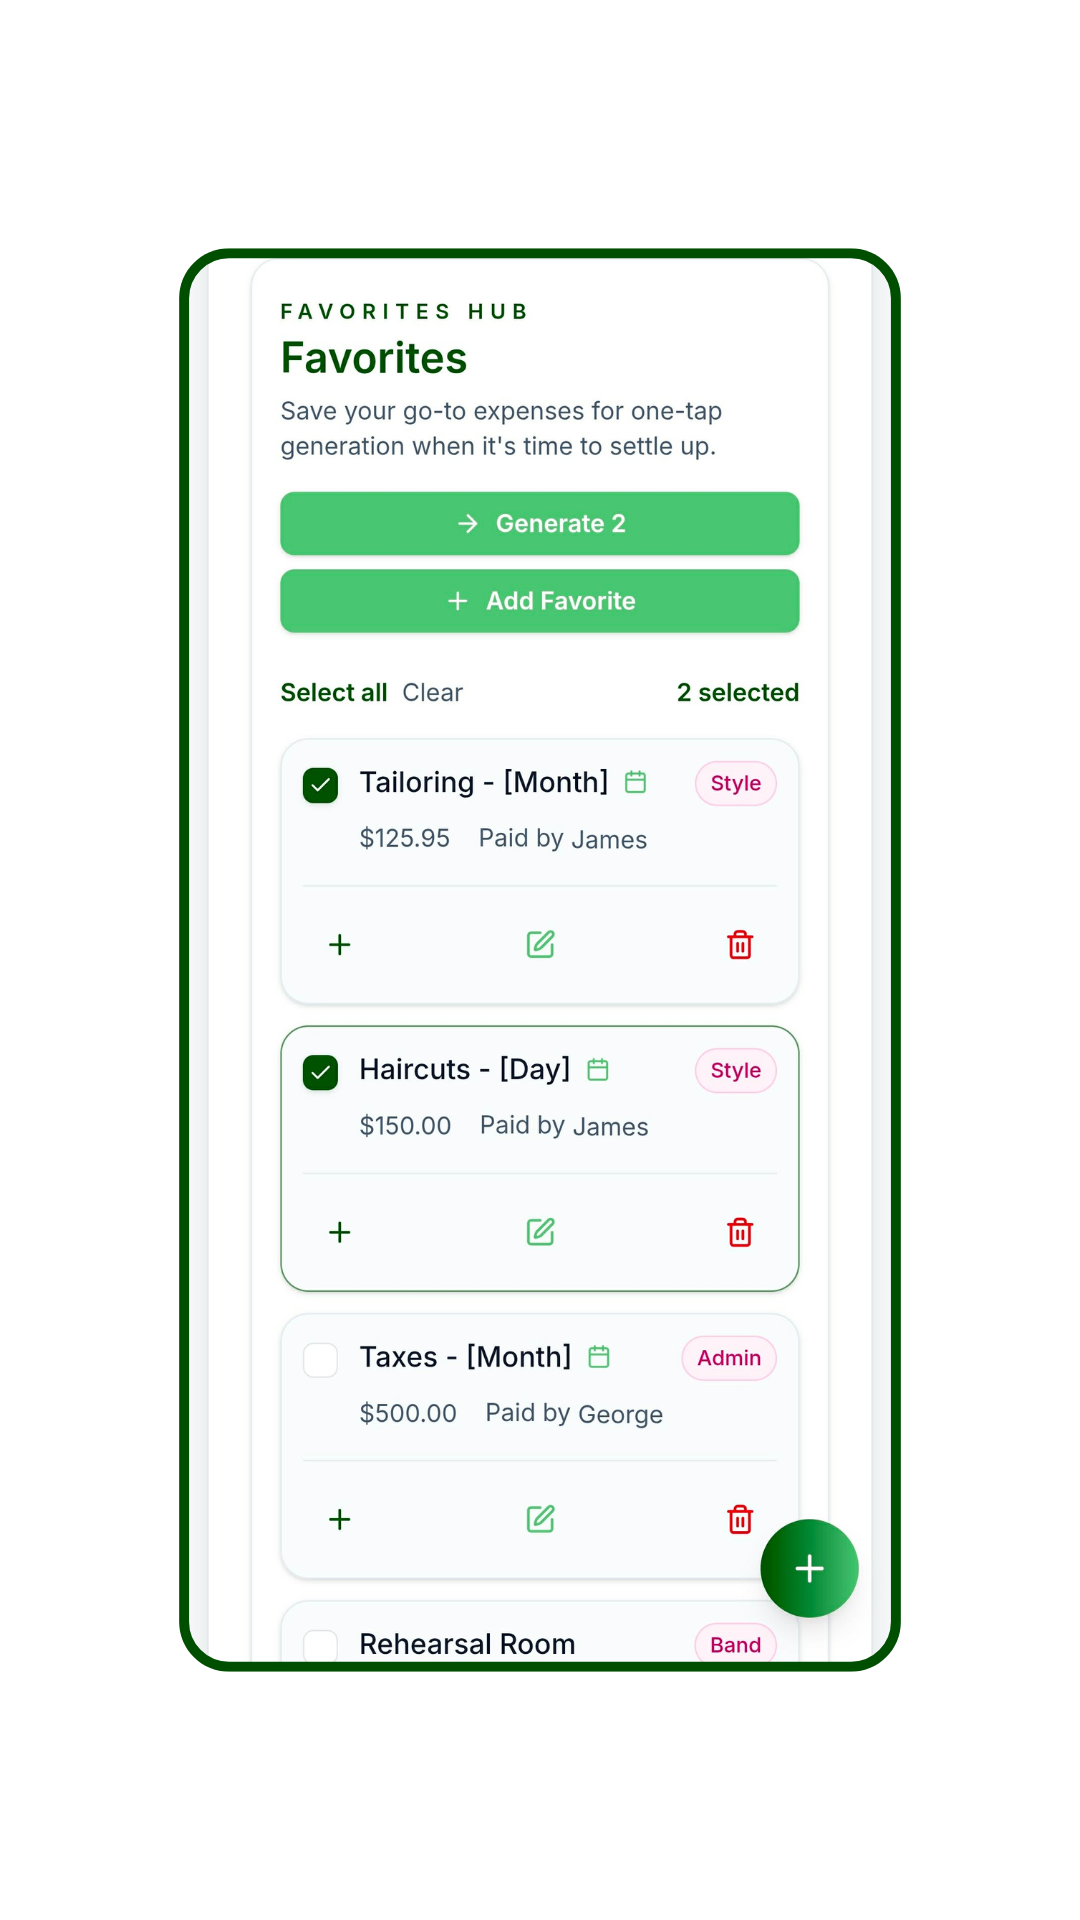 FAVORITES HUB
Favorites
Save your go-to expenses for one-tap
generation when it's time to settle up.
Generate 2
Add Favorite
Select all Clear 2 selected
Tailoring - [Month] Style
$125.95 Paid by James
Haircuts - [Day] Style
$150.00 Paid by James
Taxes - [Month] Admin
$500.00 Paid by George
Rehearsal Room Band